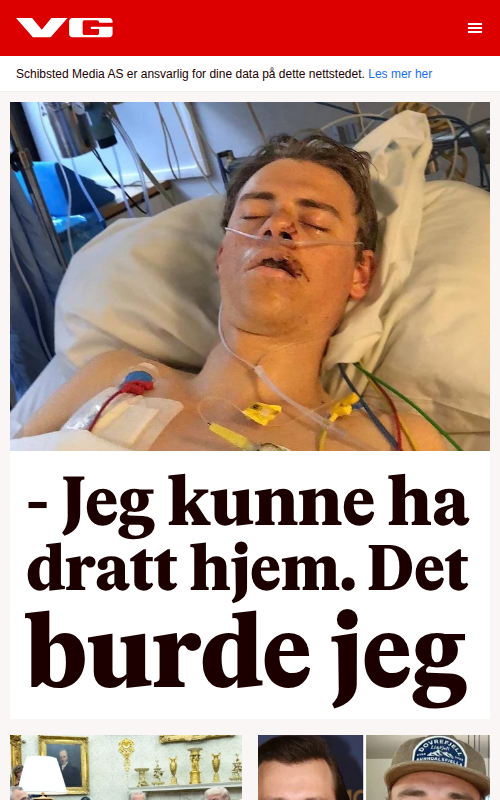 VG
Schibsted Media AS er ansvarlig for dine data på dette nettstedet. Les mer her
- Jeg kunne ha
dratt hjem. Det
burde jeg
DOVREFJELL